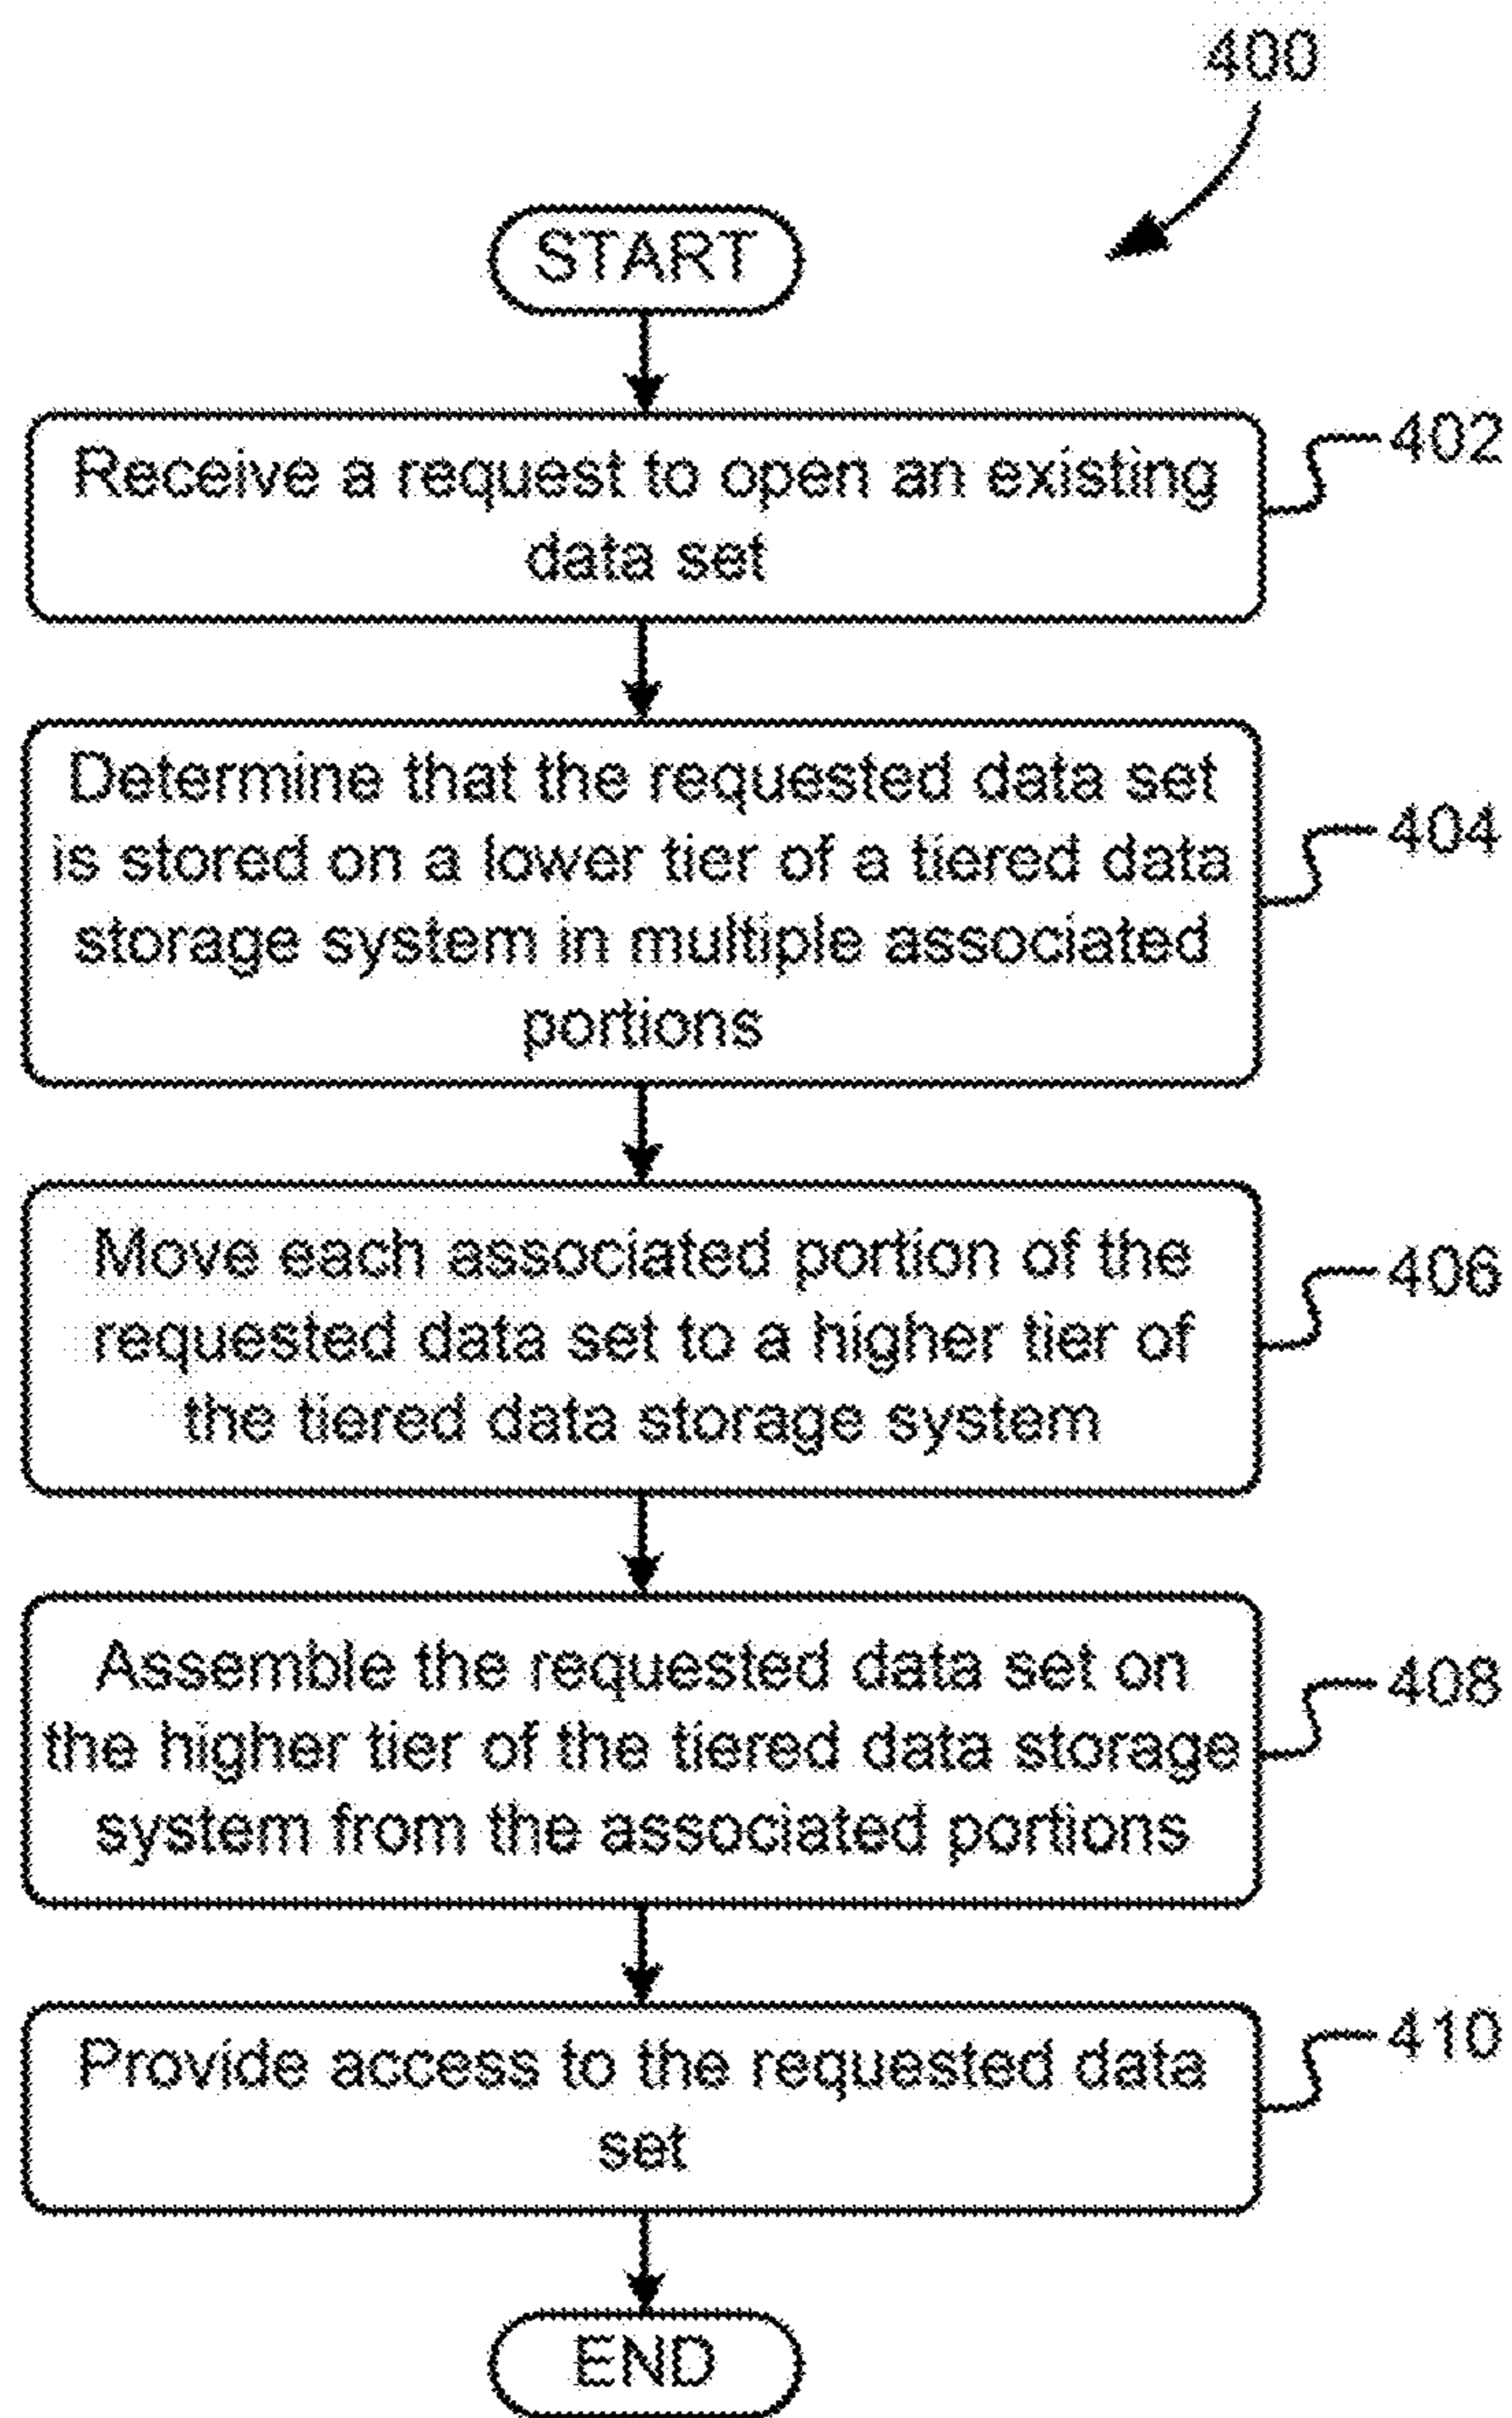 400
START
Receive a request to open an existing
data set
402
Determine that the requested data set
is stored on a lower tier of a tiered data
storage system in multiple associated
portions
404
Move each associated portion of the
requested data set to a higher tier of
the tiered data storage system
406
Assemble the requested data set on
the higher tier of the tiered data storage
system from the associated portions
408
Provide access to the requested data
set
410
END